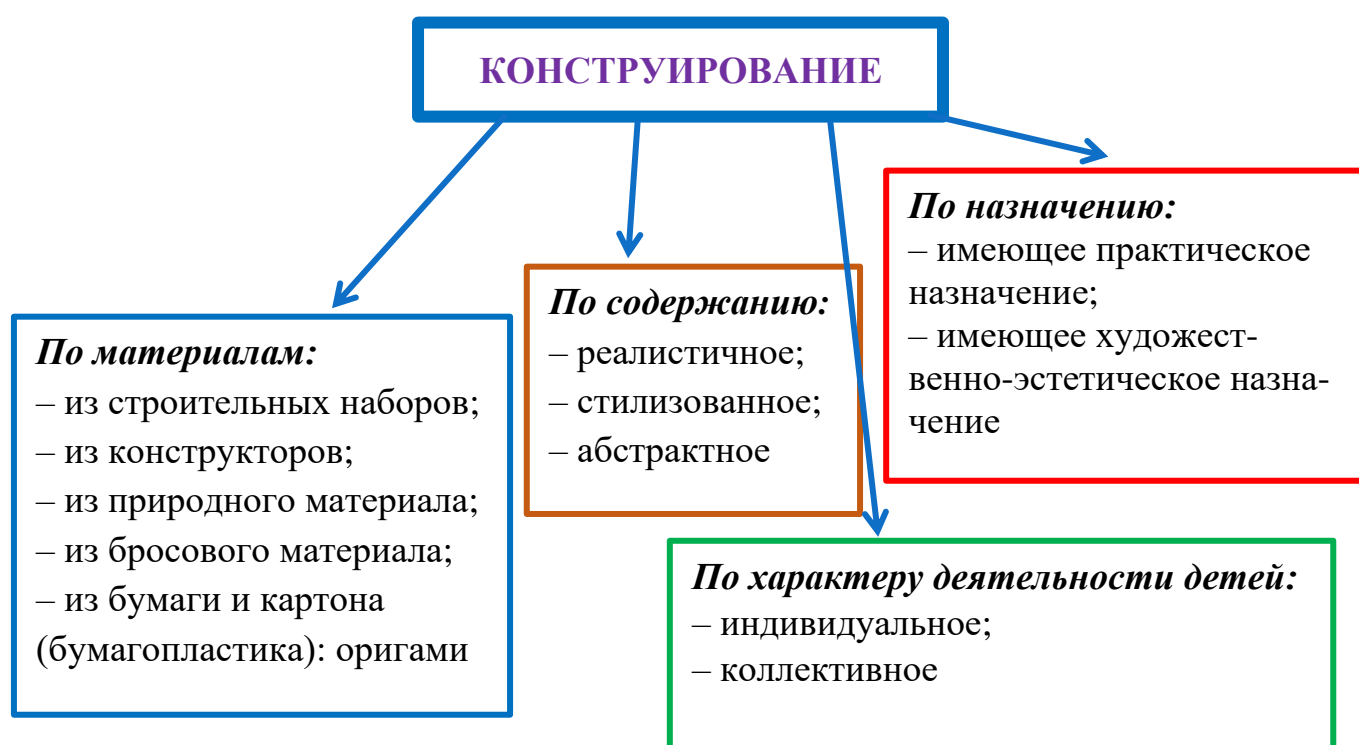 КОНСТРУИРОВАНИЕ
По материалам:
– из строительных наборов;
– из конструкторов;
– из природного материала;
– из бросового материала;
– из бумаги и картона
(бумагопластика): оригами
По содержанию:
– реалистичное;
– стилизованное;
– абстрактное
По назначению:
– имеющее практическое
назначение;
– имеющее художест-
венно-эстетическое назна-
чение
По характеру деятельности детей:
– индивидуальное;
– коллективное